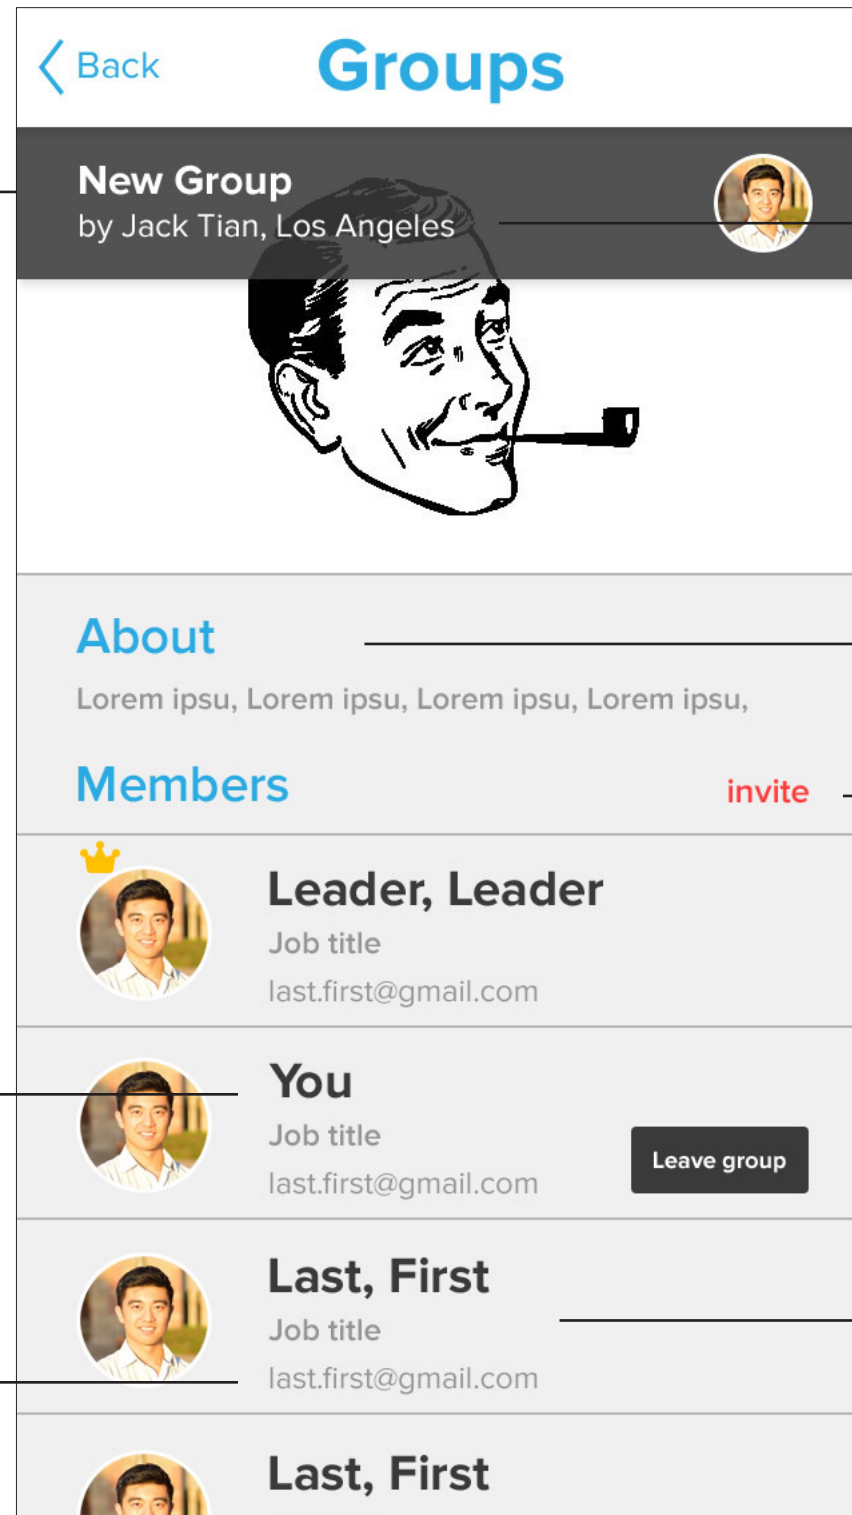 Back
Groups
New Group
by Jack Tian, Los Angeles
About
Lorem ipsu, Lorem ipsu, Lorem ipsu, Lorem ipsu,
Members
invite
Leader, Leader
Job title
last.first@gmail.com
You
Job title
last.first@gmail.com
Leave group
Last, First
Job title
last.first@gmail.com
Last, First